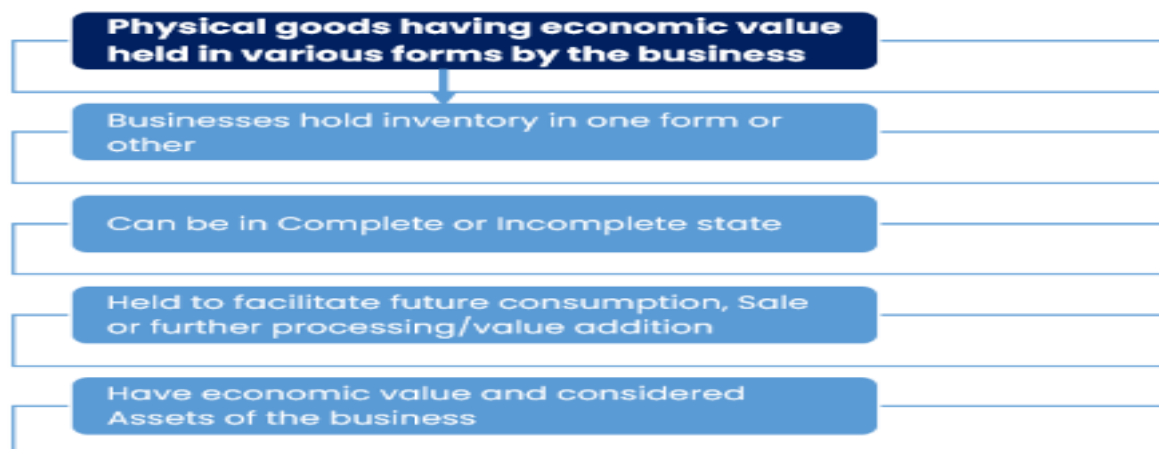 Physical goods having economic value
held in various forms by the business
Businesses hold inventory in one form or
other
Can be in Complete or Incomplete state
Held to facilitate future consumption, Sale
or further processing/value addition
Have economic value and considered
Assets of the business